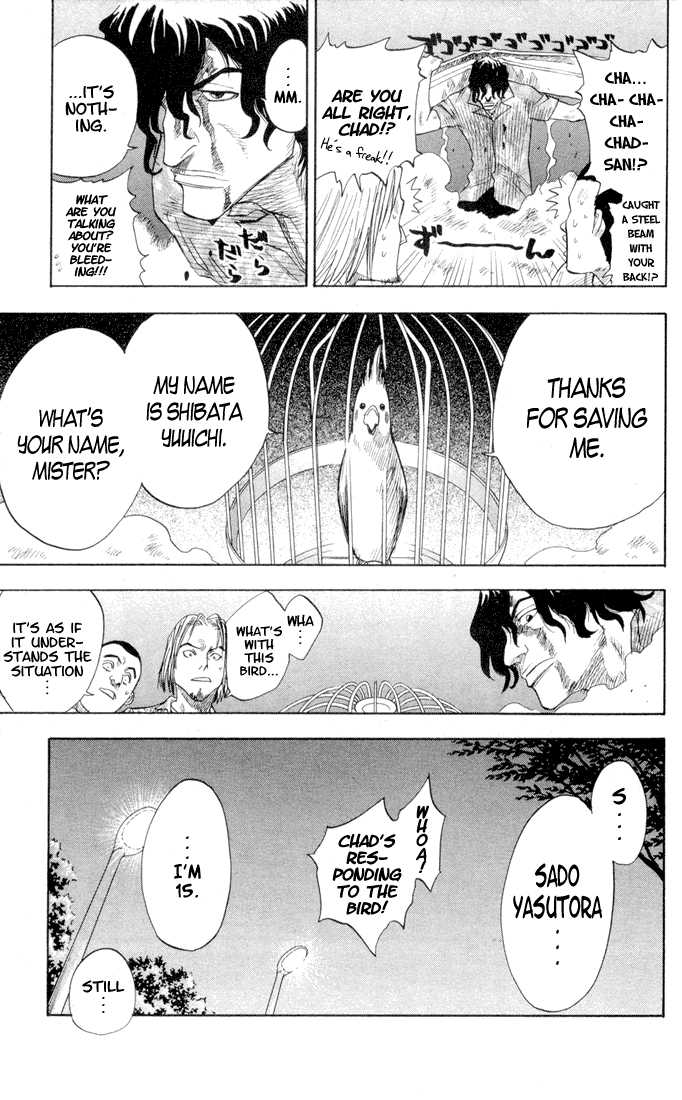 CHA...
CHA- CHA-
CHA-
CHAD-
SAN!?
CAUGHT
A STEEL
BEAM
WITH
YOUR
BACK!?
ARE YOU
ALL RIGHT,
CHAD!?
He's a freak!!
ずーーん
:
MM.
...IT'S
NOTH-
ING.
WHAT
ARE YOU
TALKING
ABOUT?
YOU'RE
BLEED-
ING!!!
だら
だら
THANKS
FOR SAVING
ME.
MY NAME
IS SHIBATA
YUUICHI.
WHAT'S
YOUR NAME,
MISTER?
WHA
...
WHAT'S
WITH
THIS
BIRD...
IT'S AS IF
IT UNDER-
STANDS THE
SITUATION
...
S
...
SADO
YASUTORA
...
WHOA!
CHAD'S
RES-
PONDING
TO THE
BIRD!
...
I'M
15.
STILL
...